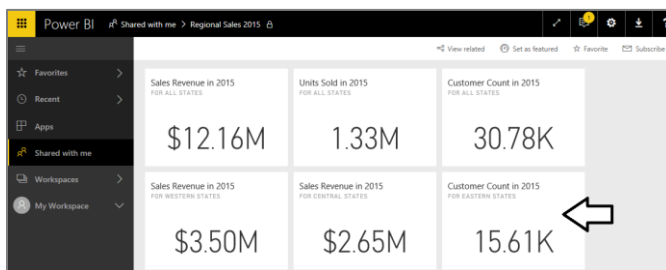 Power BI Shared with me > Regional Sales 2015
1
?
View related Set as featured Favorite Subscribe
Favorites
Recent
Apps
Shared with me
Workspaces
My Workspace
Sales Revenue in 2015
FOR ALL STATES
$12.16M
Units Sold in 2015
FOR ALL STATES
1.33M
Customer Count in 2015
FOR ALL STATES
30.78K
Sales Revenue in 2015
FOR WESTERN STATES
$3.50M
Sales Revenue in 2015
FOR CENTRAL STATES
$2.65M
Customer Count in 2015
FOR EASTERN STATES
15.61K